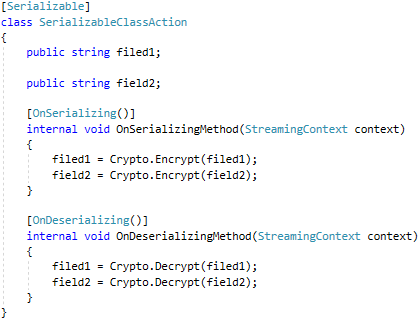 [Serializable]
class SerializableClassAction
{
public string filed1;
public string field2;
[OnSerializing()]
internal void OnSerializingMethod(StreamingContext context)
{
filed1 = Crypto.Encrypt(filed1);
field2 = Crypto.Encrypt(field2);
}
[OnDeserializing()]
internal void OnDeserializingMethod(StreamingContext context)
{
filed1 = Crypto.Decrypt(filed1);
field2 = Crypto.Decrypt(field2);
}
}